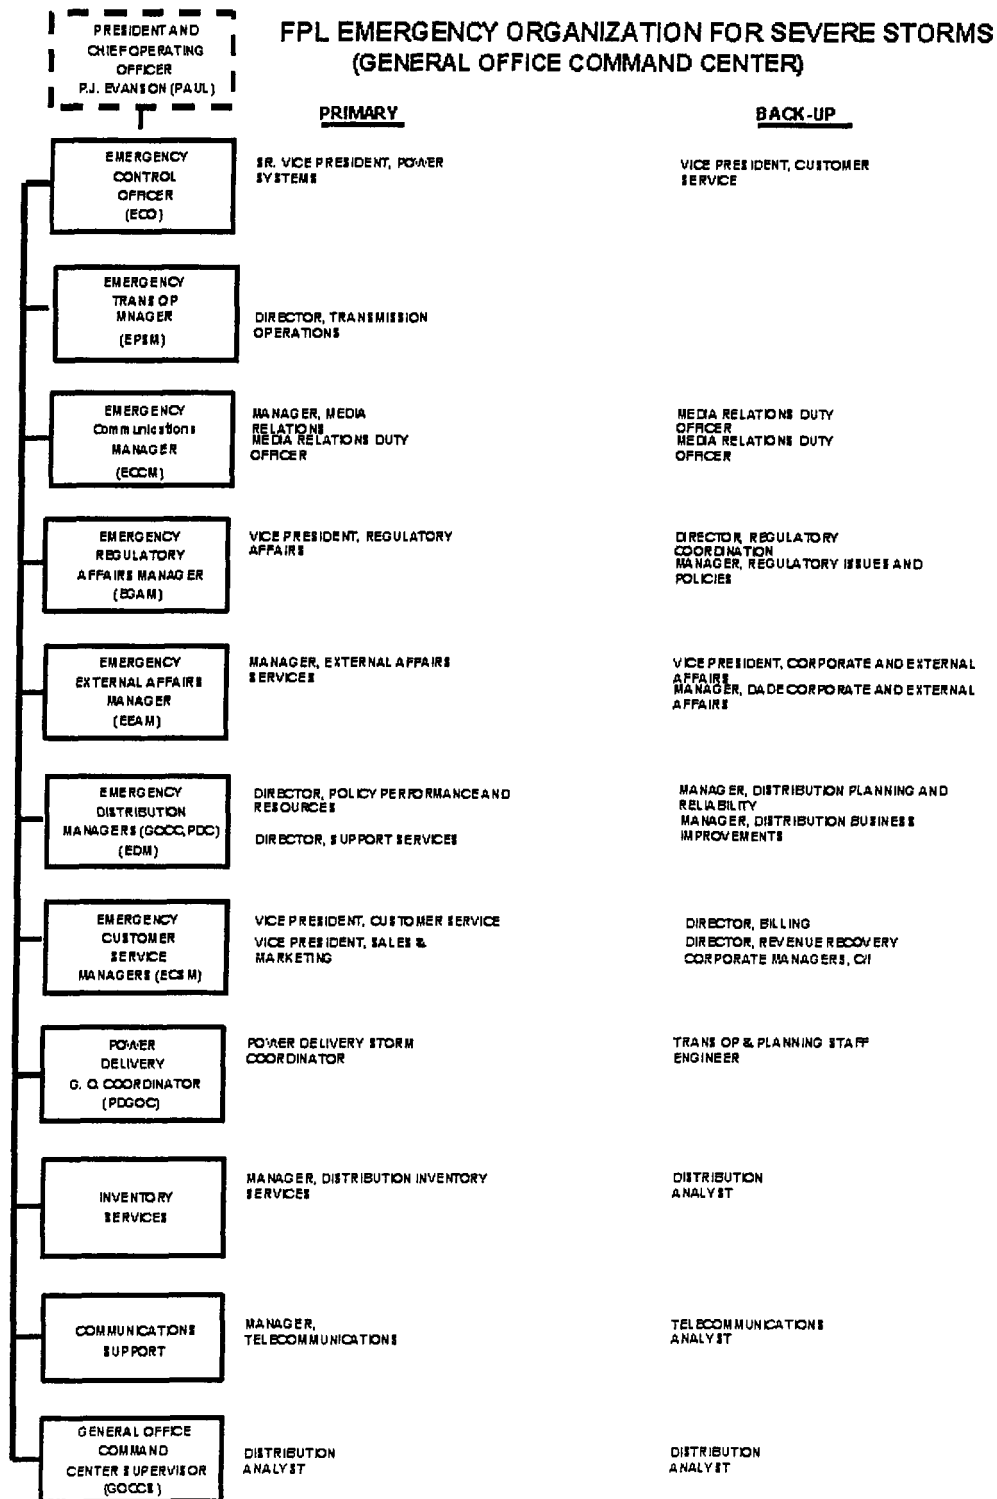 PRESIDENT AND
CHIEF OPERATING
OFFICER
P.J. EVANSON (PAUL)
FPL EMERGENCY ORGANIZATION FOR SEVERE STORMS
(GENERAL OFFICE COMMAND CENTER)
PRIMARY
BACK-UP
EMERGENCY
CONTROL
OFFICER
(ECO)
SR. VICE PRESIDENT, POWER
SYSTEMS
VICE PRESIDENT, CUSTOMER
SERVICE
EMERGENCY
TRANS OP
MNAGER
(EPSM)
DIRECTOR, TRANSMISSION
OPERATIONS
EMERGENCY
Communications
MANAGER
(ECCM)
MANAGER, MEDIA
RELATIONS
MEDIA RELATIONS DUTY
OFFICER
MEDIA RELATIONS DUTY
OFFICER
MEDIA RELATIONS DUTY
OFFICER
EMERGENCY
REGULATORY
AFFAIRS MANAGER
(EGAM)
VICE PRESIDENT, REGULATORY
AFFAIRS
DIRECTOR, REGULATORY
COORDINATION
MANAGER, REGULATORY ISSUES AND
POLICIES
EMERGENCY
EXTERNAL AFFAIRS
MANAGER
(EEAM)
MANAGER, EXTERNAL AFFAIRS
SERVICES
VICE PRESIDENT, CORPORATE AND EXTERNAL
AFFAIRS
MANAGER, DADE CORPORATE AND EXTERNAL
AFFAIRS
EMERGENCY
DISTRIBUTION
MANAGERS (GOCC, PDC)
(EDM)
DIRECTOR, POLICY PERFORMANCE AND
RESOURCES
DIRECTOR, SUPPORT SERVICES
MANAGER, DISTRIBUTION PLANNING AND
RELIABILITY
MANAGER, DISTRIBUTION BUSINESS
IMPROVEMENTS
EMERGENCY
CUSTOMER
SERVICE
MANAGERS (ECSM)
VICE PRESIDENT, CUSTOMER SERVICE
VICE PRESIDENT, SALES &
MARKETING
DIRECTOR, BILLING
DIRECTOR, REVENUE RECOVERY
CORPORATE MANAGERS, C/I
POWER
DELIVERY
G. O. COORDINATOR
(PDGOC)
POWER DELIVERY STORM
COORDINATOR
TRANS OP & PLANNING STAFF
ENGINEER
INVENTORY
SERVICES
MANAGER, DISTRIBUTION INVENTORY
SERVICES
DISTRIBUTION
ANALYST
COMMUNICATIONS
SUPPORT
MANAGER,
TELECOMMUNICATIONS
TELECOMMUNICATIONS
ANALYST
GENERAL OFFICE
COMMAND
CENTER SUPERVISOR
(GOCCS)
DISTRIBUTION
ANALYST
DISTRIBUTION
ANALYST